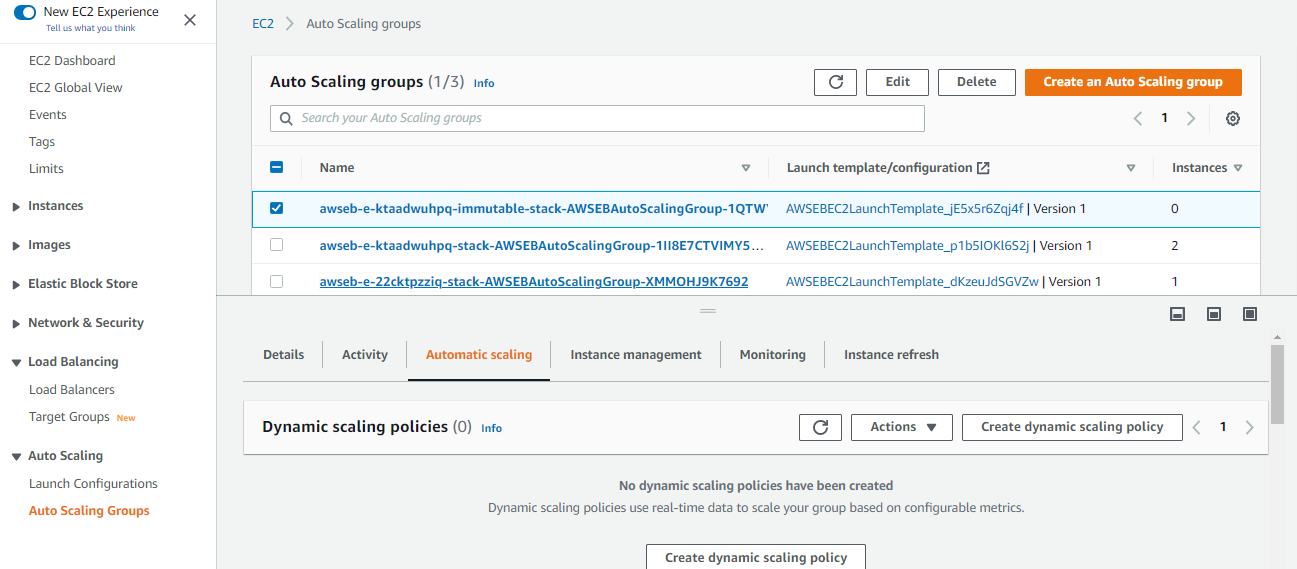 New EC2 Experience
Tell us what you think
EC2 Dashboard
EC2 Global View
Events
Tags
Limits
Instances
Images
Elastic Block Store
Network & Security
Load Balancing
Load Balancers
Target Groups New
Auto Scaling
Launch Configurations
Auto Scaling Groups
EC2 Auto Scaling groups
Auto Scaling groups (1/3) Info
Edit Delete Create an Auto Scaling group
Search your Auto Scaling groups
1
Name Launch template/configuration Instances
awseb-e-ktaadwuhpq-immutable-stack-AWSEBAutoScalingGroup-1QTW AWSEBEC2LaunchTemplate_jE5x5r6Zqj4f | Version 1 0
awseb-e-ktaadwuhpq-stack-AWSEBAutoScalingGroup-1II8E7CTVIMY5... AWSEBEC2LaunchTemplate_p1b5IOKl6S2j | Version 1 2
awseb-e-22cktpzziq-stack-AWSEBAutoScalingGroup-XMMOHJ9K7692 AWSEBEC2LaunchTemplate_dKzeuJdSGVZw | Version 1 1
Details Activity Automatic scaling Instance management Monitoring Instance refresh
Dynamic scaling policies (0) Info
Actions Create dynamic scaling policy 1
No dynamic scaling policies have been created
Dynamic scaling policies use real-time data to scale your group based on configurable metrics.
Create dynamic scaling policy